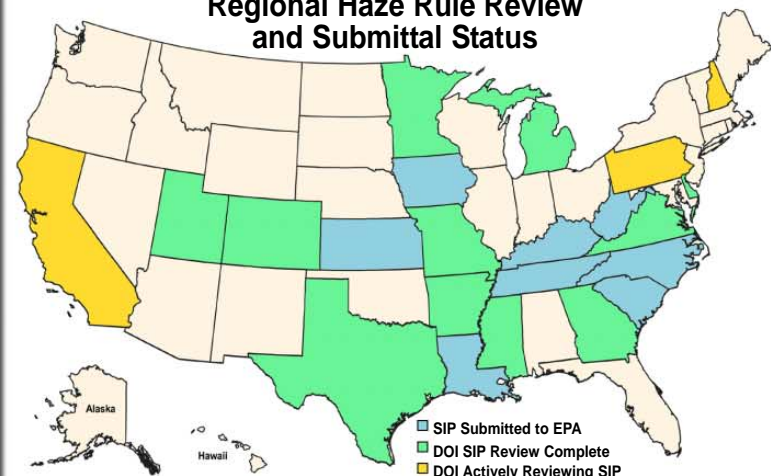 Regional Haze Rule Review
and Submittal Status
Alaska
Hawaii
SIP Submitted to EPA
DOI SIP Review Complete
DOI Actively Reviewing SIP